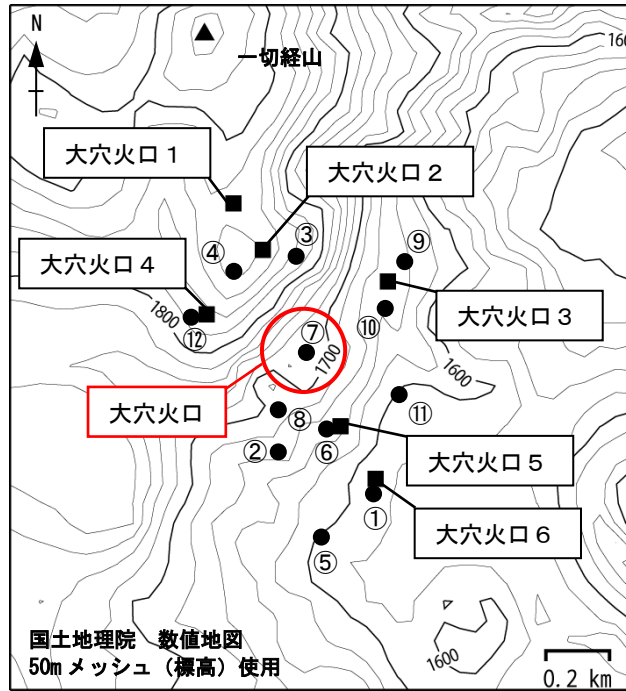 N
一切経山
160
大穴火口1
大穴火口2
③
④
⑨
大穴火口4
1800
⑫
大穴火口3
⑩
⑦
1700
1600
大穴火口
⑧
⑪
⑥
②
大穴火口5
①
大穴火口6
⑤
国土地理院 数値地図
50mメッシュ(標高)使用
1600
0.2 km